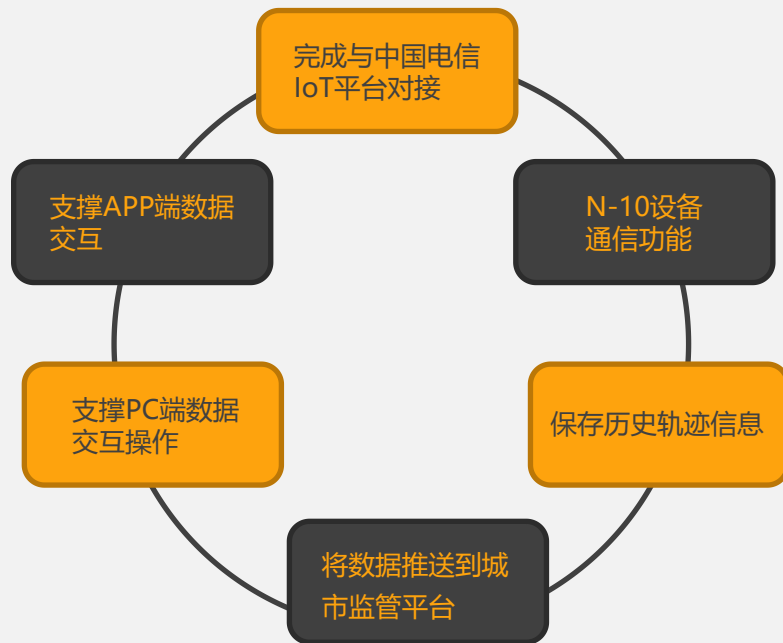 完成与中国电信
IoT平台对接
支撑APP端数据
交互
N-10设备
通信功能
支撑PC端数据
交互操作
保存历史轨迹信息
将数据推送到城
市监管平台